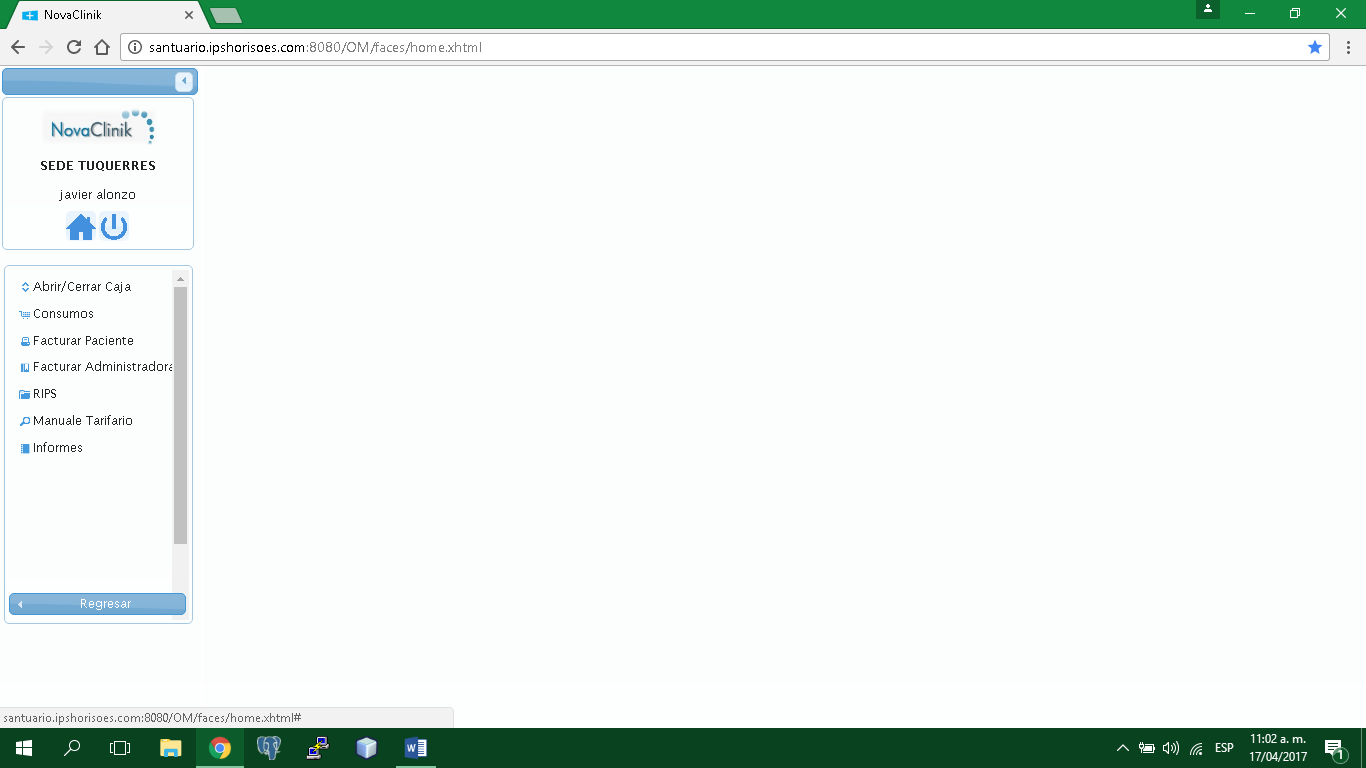 NovaClinik
santuario.ipshorisoes.com:8080/OM/faces/home.xhtml
NovaClinik
SEDE TUQUERRES
javier alonzo
Abrir/Cerrar Caja
Consumos
Facturar Paciente
Facturar Administradora
RIPS
Manuale Tarifario
Informes
Regresar
santuario.ipshorisoes.com:8080/OM/faces/home.xhtml#
ESP
11:02 a. m.
17/04/2017
1